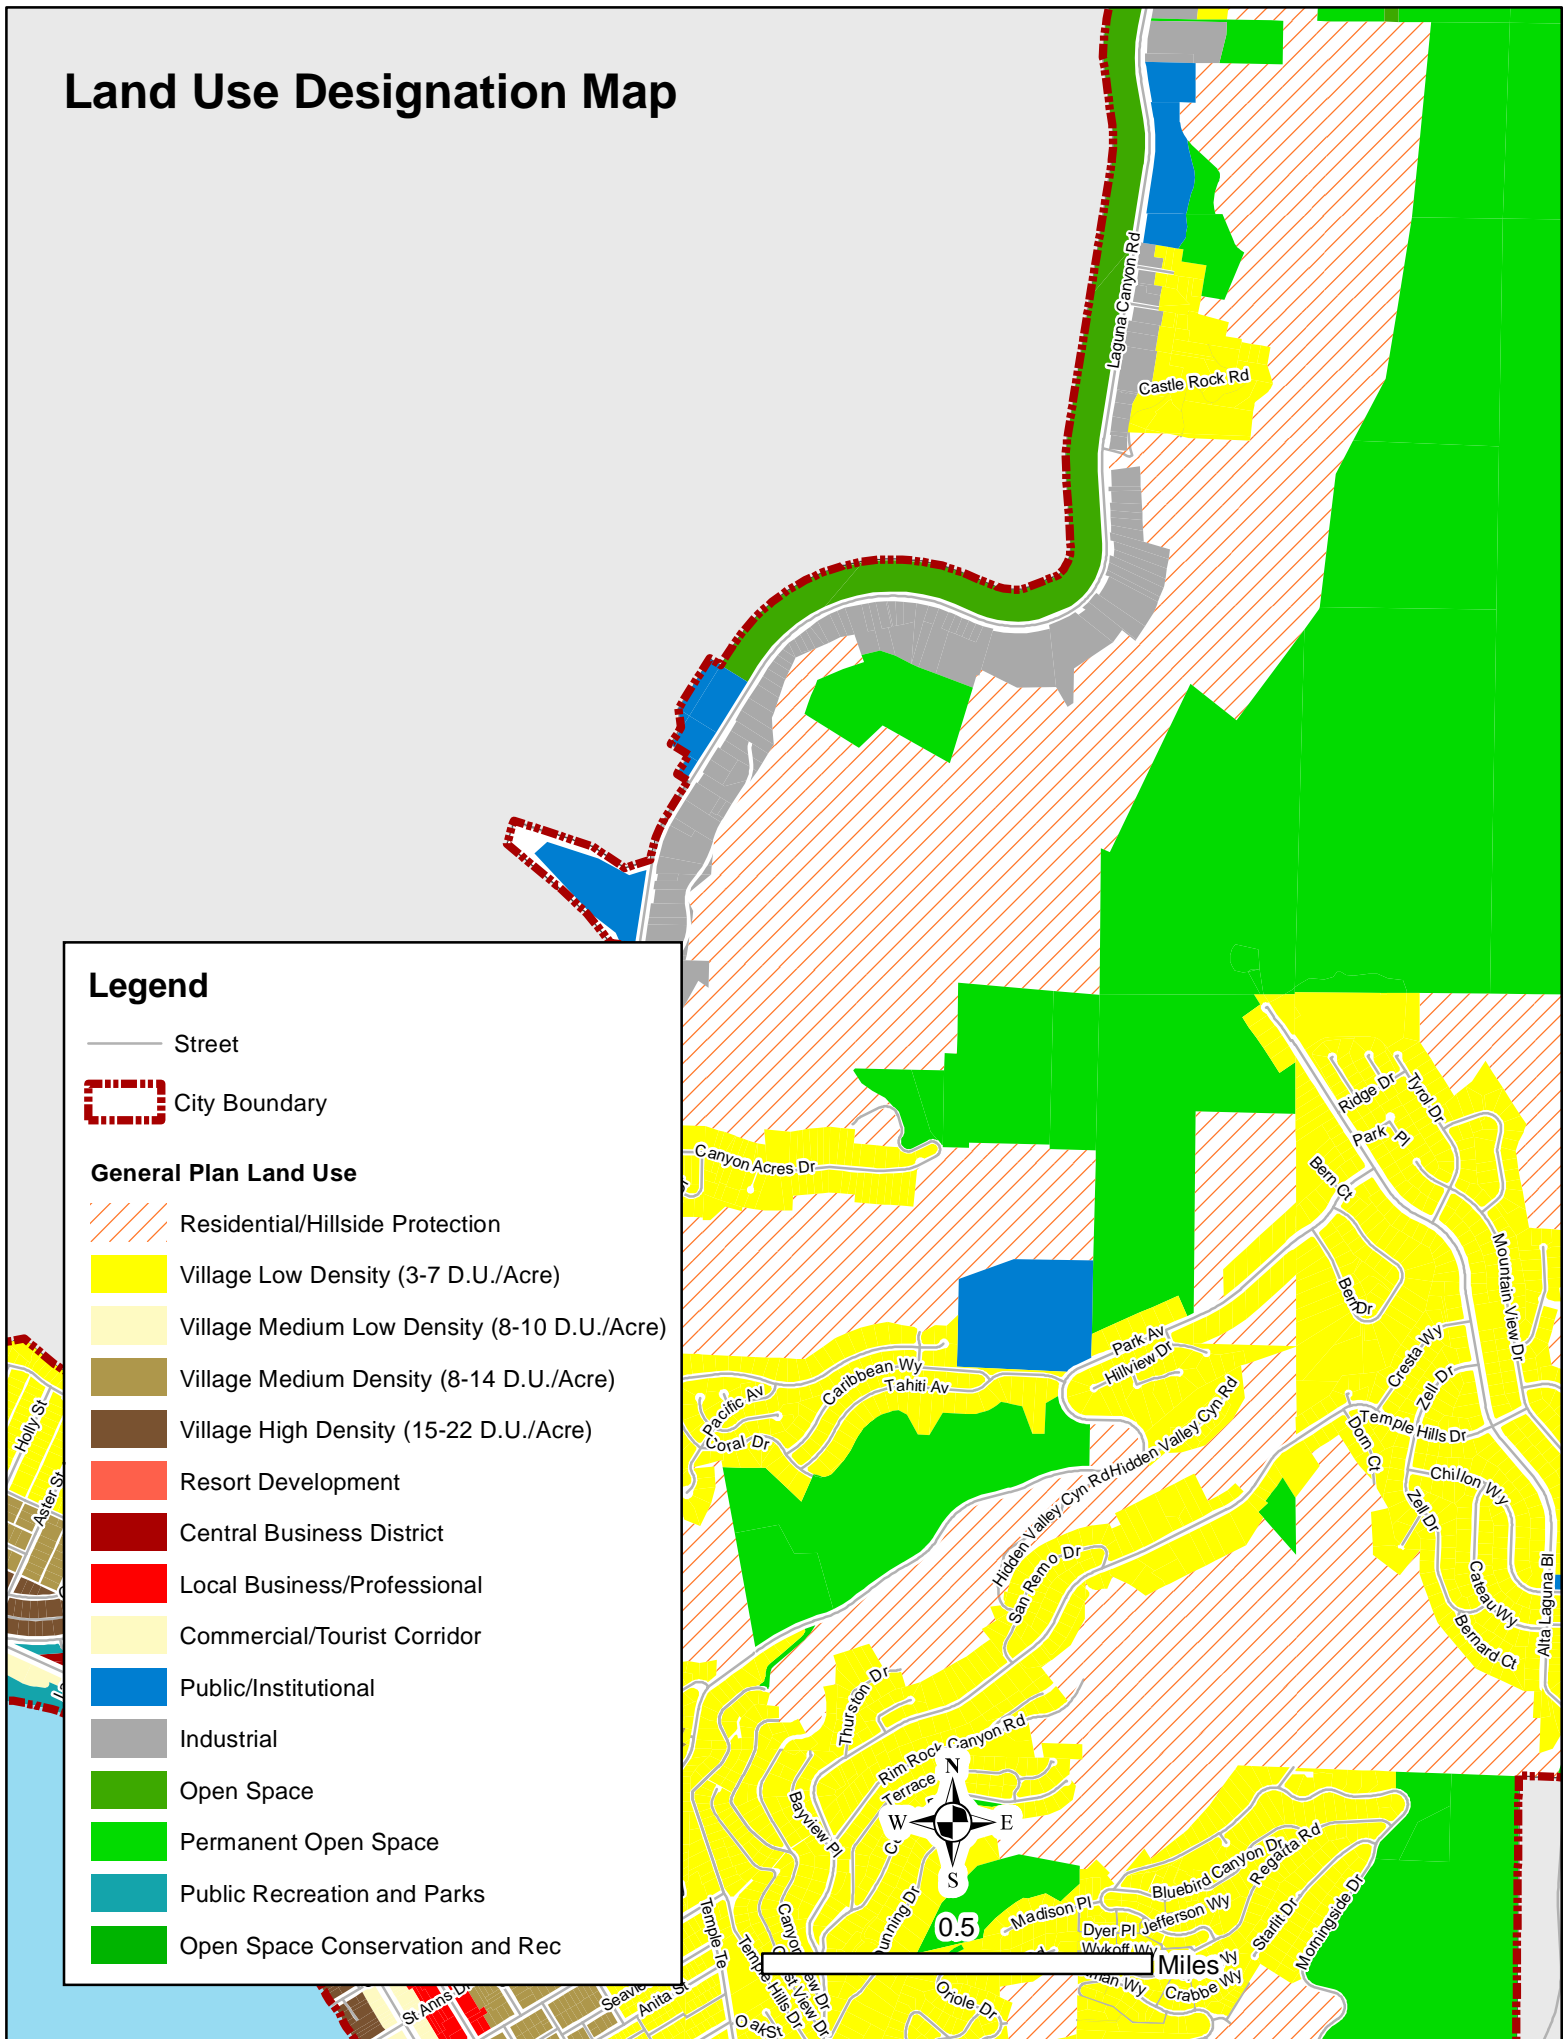 Land Use Designation Map
Laguna Canyon Rd
Castle Rock Rd
Legend
Street
City Boundary
General Plan Land Use
Residential/Hillside Protection
Village Low Density (3-7 D.U./Acre)
Village Medium Low Density (8-10 D.U./Acre)
Village Medium Density (8-14 D.U./Acre)
Village High Density (15-22 D.U./Acre)
Resort Development
Central Business District
Local Business/Professional
Commercial/Tourist Corridor
Public/Institutional
Industrial
Open Space
Permanent Open Space
Public Recreation and Parks
Open Space Conservation and Rec
Holly St
Aster St
Canyon Acres Dr
Ridge Dr
Tyrol Dr
Park Pl
Bern Ct
Bern Dr
Mountain View Dr
Park Av
Hillview Dr
Caribbean Wy
Tahiti Av
Pacific Av
Coral Dr
Cresta Wy
Zell Dr
Temple Hills Dr
Dorn Ct
Chillon Wy
Zell Dr
Hidden Valley Cyn Rd
Hidden Valley Cyn Rd
San Remo Dr
Cateau Wy
Bernard Ct
Alta Laguna Bl
Thurston Dr
Rim Rock Canyon Rd
Terrace
Bayview Pl
N
W
E
S
0.5
Miles
Bluebird Canyon Dr
Regatta Rd
Madison Pl
Dyer Pl
Jefferson Wy
Starlit Dr
Morningside Dr
Wykoff Wy
Crabbe Wy
Temple Te
Temple Hills Dr
Oriole Dr
St Anns Dr
Anita St
Oak St